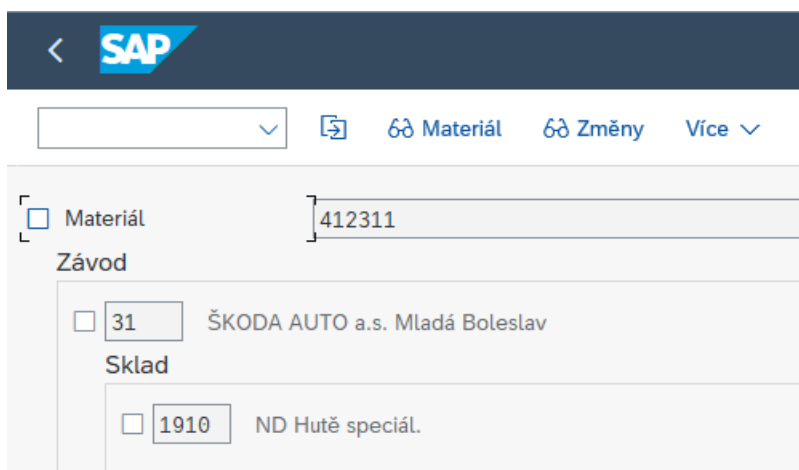 SAP
Materiál Změny Více
Materiál 412311
Závod
31 ŠKODA AUTO a.s. Mladá Boleslav
Sklad
1910 ND Hutě speciál.